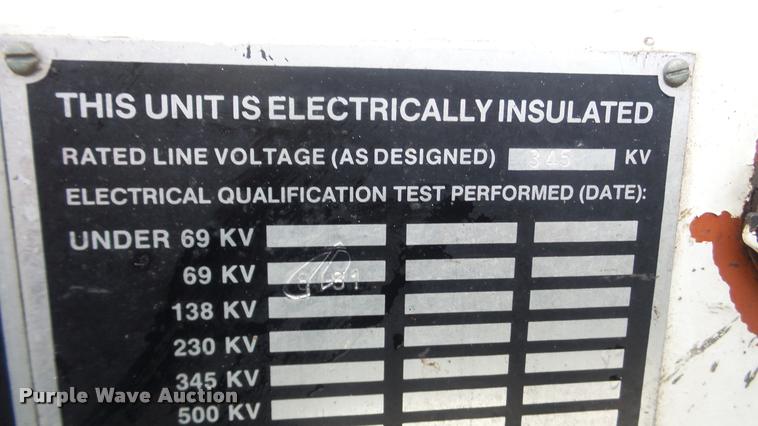 THIS UNIT IS ELECTRICALLY INSULATED
RATED LINE VOLTAGE (AS DESIGNED) 345 KV
ELECTRICAL QUALIFICATION TEST PERFORMED (DATE):
UNDER 69 KV
69 KV
138 KV
230 KV
345 KV
500 KV
Purple Wave Auction